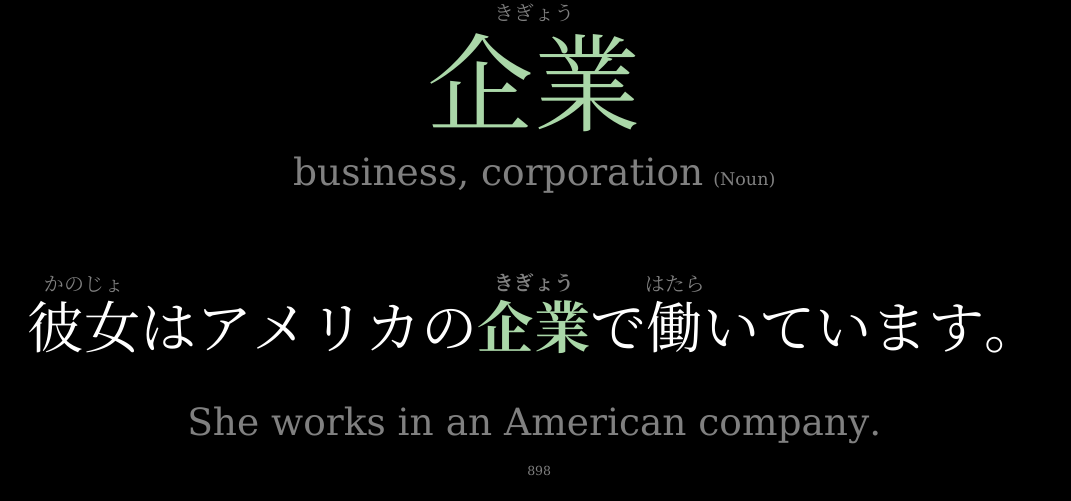 きぎょう
企業
business, corporation (Noun)
かのじょ きぎょう はたら
彼女はアメリカの企業で働いています。
She works in an American company.
898